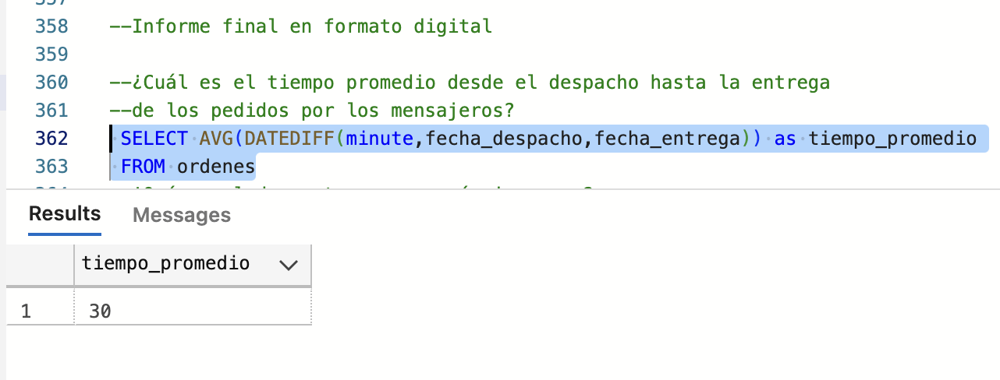 357
358 --Informe final en formato digital
359
360 --¿Cuál es el tiempo promedio desde el despacho hasta la entrega
361 --de los pedidos por los mensajeros?
362 SELECT AVG(DATEDIFF(minute,fecha_despacho,fecha_entrega)) as tiempo_promedio
363 FROM ordenes
Results Messages
tiempo_promedio
1 30